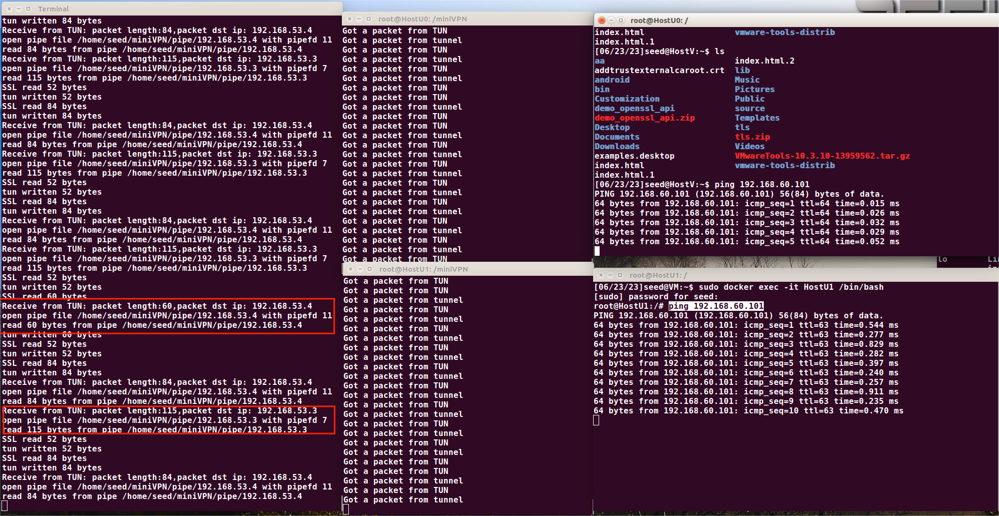 Terminal
tun written 84 bytes
Receive from TUN: packet length:84,packet dst ip: 192.168.53.4
open pipe file /home/seed/miniVPN/pipe/192.168.53.4 with pipefd 11
read 84 bytes from pipe /home/seed/miniVPN/pipe/192.168.53.4
Receive from TUN: packet length:115,packet dst ip: 192.168.53.3
open pipe file /home/seed/miniVPN/pipe/192.168.53.3 with pipefd 7
read 115 bytes from pipe /home/seed/miniVPN/pipe/192.168.53.3
SSL read 52 bytes
tun written 52 bytes
SSL read 84 bytes
tun written 84 bytes
Receive from TUN: packet length:84,packet dst ip: 192.168.53.4
open pipe file /home/seed/miniVPN/pipe/192.168.53.4 with pipefd 11
read 84 bytes from pipe /home/seed/miniVPN/pipe/192.168.53.4
Receive from TUN: packet length:115,packet dst ip: 192.168.53.3
open pipe file /home/seed/miniVPN/pipe/192.168.53.3 with pipefd 7
read 115 bytes from pipe /home/seed/miniVPN/pipe/192.168.53.3
SSL read 52 bytes
tun written 52 bytes
SSL read 84 bytes
tun written 84 bytes
Receive from TUN: packet length:84,packet dst ip: 192.168.53.4
open pipe file /home/seed/miniVPN/pipe/192.168.53.4 with pipefd 11
read 84 bytes from pipe /home/seed/miniVPN/pipe/192.168.53.4
Receive from TUN: packet length:115,packet dst ip: 192.168.53.3
open pipe file /home/seed/miniVPN/pipe/192.168.53.3 with pipefd 7
read 115 bytes from pipe /home/seed/miniVPN/pipe/192.168.53.3
SSL read 52 bytes
tun written 52 bytes
SSL read 60 bytes
Receive from TUN: packet length:60,packet dst ip: 192.168.53.4
open pipe file /home/seed/miniVPN/pipe/192.168.53.4 with pipefd 11
read 60 bytes from pipe /home/seed/miniVPN/pipe/192.168.53.4
tun written 60 bytes
SSL read 52 bytes
tun written 52 bytes
SSL read 84 bytes
tun written 84 bytes
Receive from TUN: packet length:84,packet dst ip: 192.168.53.4
open pipe file /home/seed/miniVPN/pipe/192.168.53.4 with pipefd 11
read 84 bytes from pipe /home/seed/miniVPN/pipe/192.168.53.4
Receive from TUN: packet length:115,packet dst ip: 192.168.53.3
open pipe file /home/seed/miniVPN/pipe/192.168.53.3 with pipefd 7
read 115 bytes from pipe /home/seed/miniVPN/pipe/192.168.53.3
SSL read 52 bytes
tun written 52 bytes
SSL read 84 bytes
tun written 84 bytes
Receive from TUN: packet length:84,packet dst ip: 192.168.53.4
open pipe file /home/seed/miniVPN/pipe/192.168.53.4 with pipefd 11
read 84 bytes from pipe /home/seed/miniVPN/pipe/192.168.53.4
root@HostU0: /miniVPN
Got a packet from TUN
Got a packet from tunnel
Got a packet from TUN
Got a packet from tunnel
Got a packet from TUN
Got a packet from tunnel
Got a packet from TUN
Got a packet from TUN
Got a packet from tunnel
Got a packet from TUN
Got a packet from TUN
Got a packet from tunnel
Got a packet from TUN
Got a packet from tunnel
Got a packet from TUN
Got a packet from tunnel
Got a packet from TUN
Got a packet from TUN
Got a packet from TUN
Got a packet from tunnel
Got a packet from TUN
Got a packet from tunnel
Got a packet from TUN
Got a packet from tunnel
Got a packet from TUN
root@HostU1: /miniVPN
Got a packet from TUN
Got a packet from TUN
Got a packet from tunnel
Got a packet from TUN
Got a packet from tunnel
Got a packet from TUN
Got a packet from tunnel
Got a packet from TUN
Got a packet from tunnel
Got a packet from TUN
Got a packet from tunnel
Got a packet from TUN
Got a packet from tunnel
Got a packet from TUN
Got a packet from tunnel
Got a packet from TUN
Got a packet from tunnel
Got a packet from TUN
Got a packet from tunnel
Got a packet from TUN
Got a packet from TUN
Got a packet from tunnel
Got a packet from TUN
Got a packet from tunnel
root@HostU0: /
index.html vmware-tools-distrib
index.html.1
[06/23/23]seed@HostV:~$ ls
aa index.html.2
addtrustexternalcaroot.crt lib
android Music
bin Pictures
Customization Public
demo_openssl_api source
demo_openssl_api.zip Templates
Desktop tls
Documents tls.zip
Downloads Videos
examples.desktop VMwareTools-10.3.10-13959562.tar.gz
index.html vmware-tools-distrib
index.html.1
[06/23/23]seed@HostV:~$ ping 192.168.60.101
PING 192.168.60.101 (192.168.60.101) 56(84) bytes of data.
64 bytes from 192.168.60.101: icmp_seq=1 ttl=64 time=0.015 ms
64 bytes from 192.168.60.101: icmp_seq=2 ttl=64 time=0.026 ms
64 bytes from 192.168.60.101: icmp_seq=3 ttl=64 time=0.032 ms
64 bytes from 192.168.60.101: icmp_seq=4 ttl=64 time=0.029 ms
64 bytes from 192.168.60.101: icmp_seq=5 ttl=64 time=0.052 ms
lo
root@HostU1: /
[06/23/23]seed@VM:~$ sudo docker exec -it HostU1 /bin/bash
[sudo] password for seed:
root@HostU1:/# ping 192.168.60.101
PING 192.168.60.101 (192.168.60.101) 56(84) bytes of data.
64 bytes from 192.168.60.101: icmp_seq=1 ttl=63 time=0.544 ms
64 bytes from 192.168.60.101: icmp_seq=2 ttl=63 time=0.277 ms
64 bytes from 192.168.60.101: icmp_seq=3 ttl=63 time=0.829 ms
64 bytes from 192.168.60.101: icmp_seq=4 ttl=63 time=0.282 ms
64 bytes from 192.168.60.101: icmp_seq=5 ttl=63 time=0.397 ms
64 bytes from 192.168.60.101: icmp_seq=6 ttl=63 time=0.240 ms
64 bytes from 192.168.60.101: icmp_seq=7 ttl=63 time=0.257 ms
64 bytes from 192.168.60.101: icmp_seq=8 ttl=63 time=0.911 ms
64 bytes from 192.168.60.101: icmp_seq=9 ttl=63 time=0.235 ms
64 bytes from 192.168.60.101: icmp_seq=10 ttl=63 time=0.470 ms